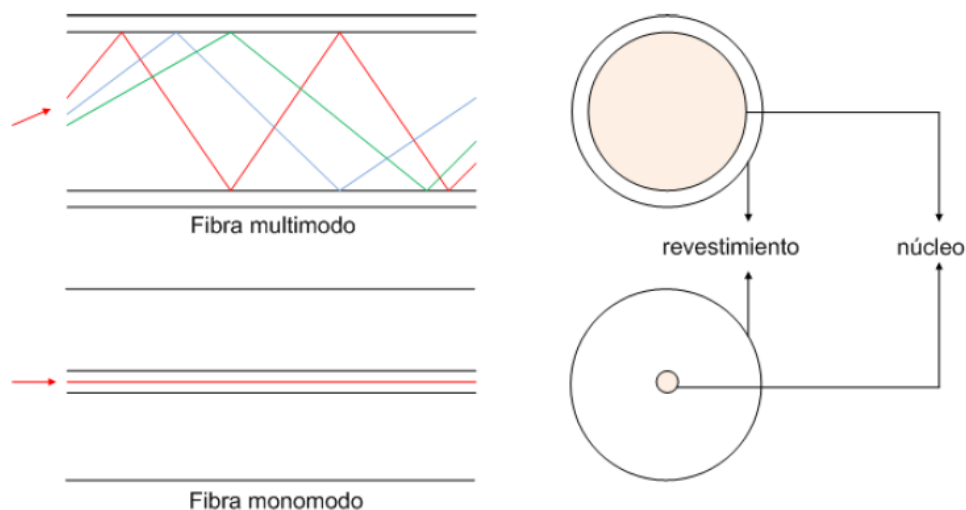 Fibra multimodo
revestimiento
núcleo
Fibra monomodo